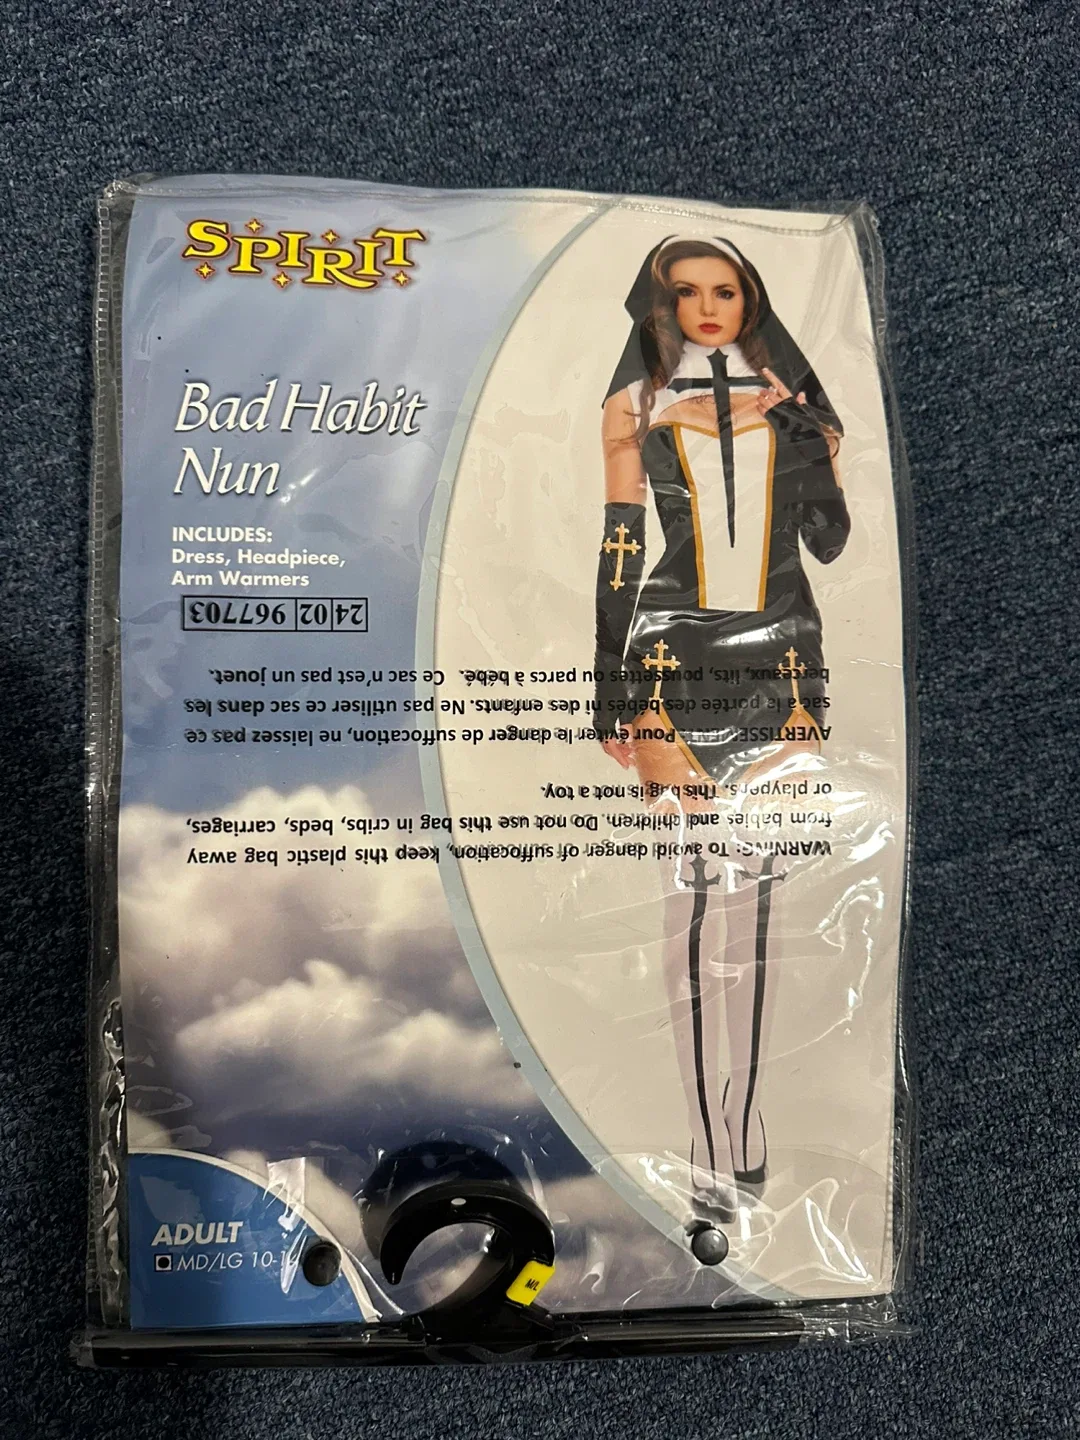 SPIRIT
Bad Habit
Nun
INCLUDES:
Dress, Headpiece,
Arm Warmers
24 02 967703
WARNING: To avoid danger of suffocation, keep this plastic bag away
from babies and children. Do not use this bag in cribs, beds, carriages,
or playpens. This bag is not a toy.
AVERTISSEMENT: Pour éviter le danger de suffocation, ne laissez pas ce
sac à la portée des bébés ni des enfants. Ne pas utiliser ce sac dans les
berceaux, lits, poussettes ou parcs à bébé. Ce sac n'est pas un jouet.
ADULT
MD/LG 10-
M/L